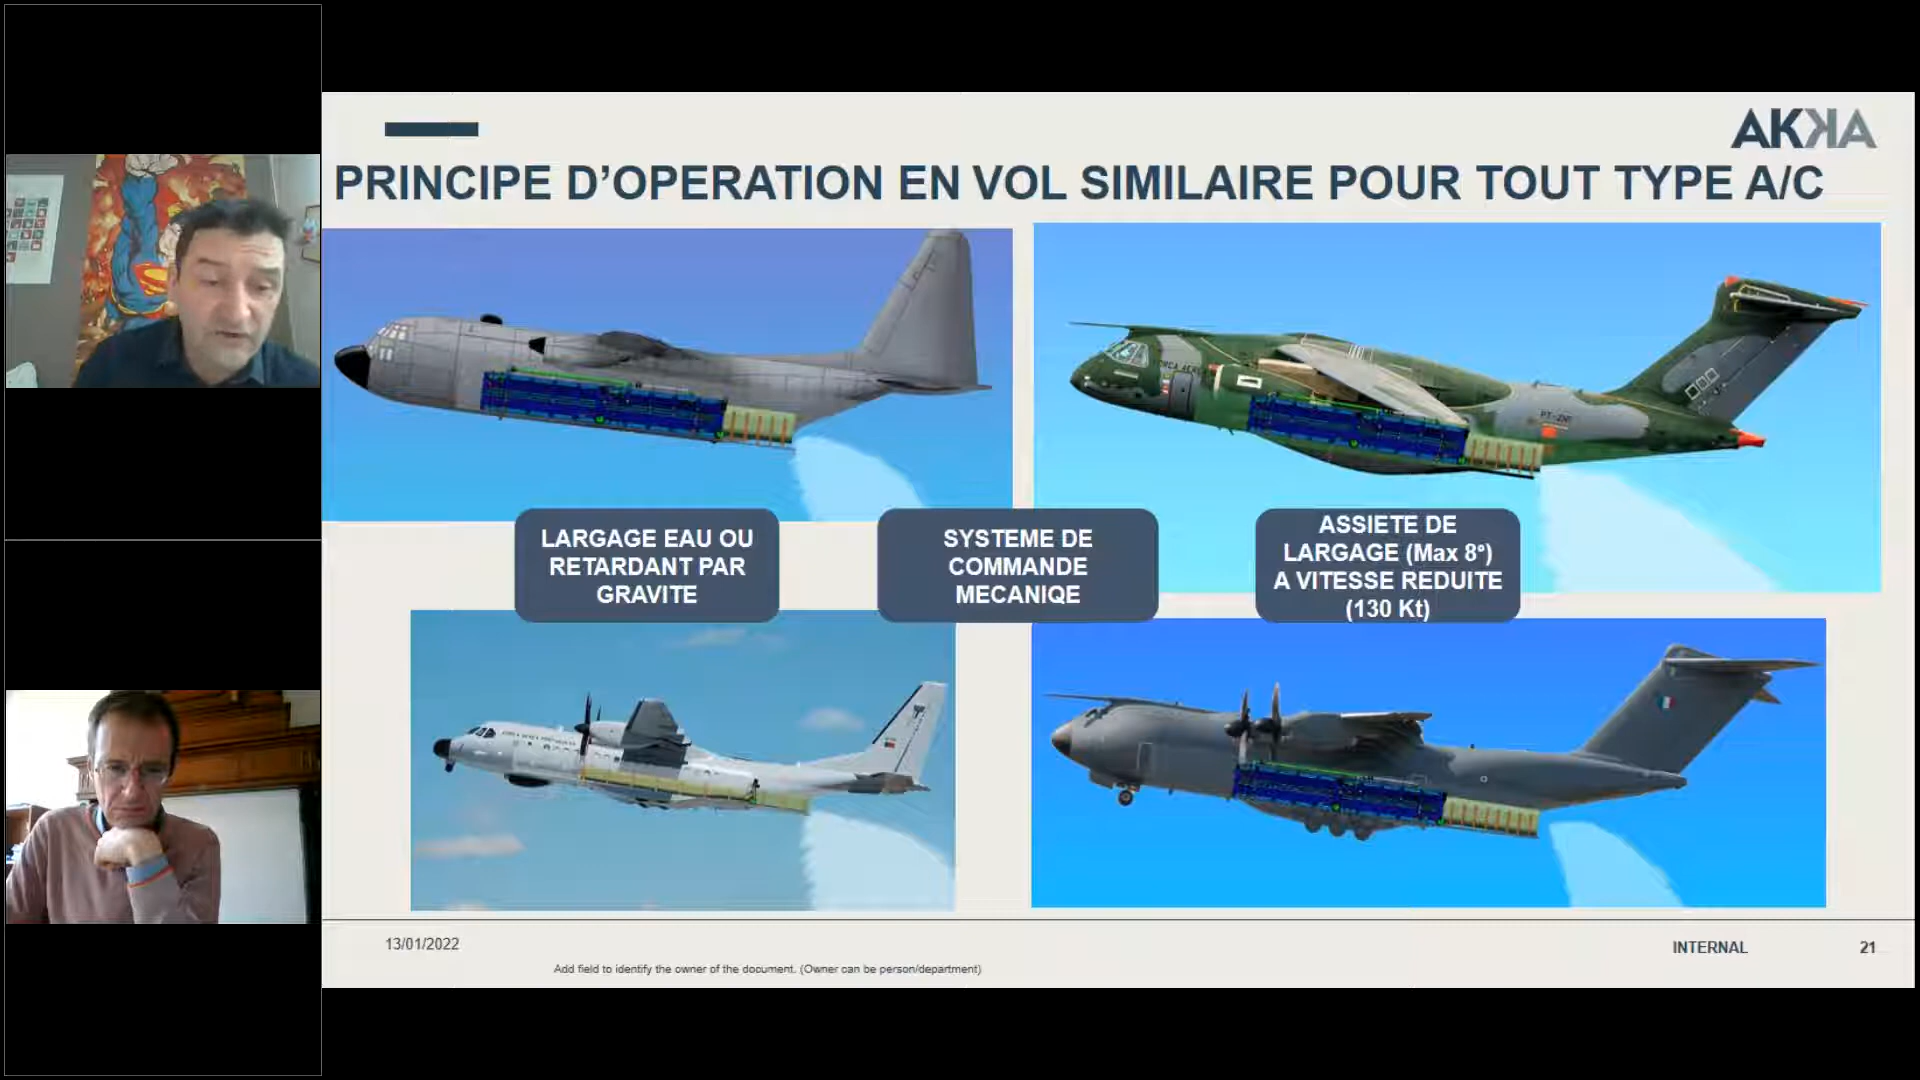 AKKA
PRINCIPE D’OPERATION EN VOL SIMILAIRE POUR TOUT TYPE A/C
LARGAGE EAU OU
RETARDANT PAR
GRAVITE
SYSTEME DE
COMMANDE
MECANIQE
ASSIETE DE
LARGAGE (Max 8°)
A VITESSE REDUITE
(130 Kt)
13/01/2022
INTERNAL
21
Add field to identify the owner of the document. (Owner can be person/department)